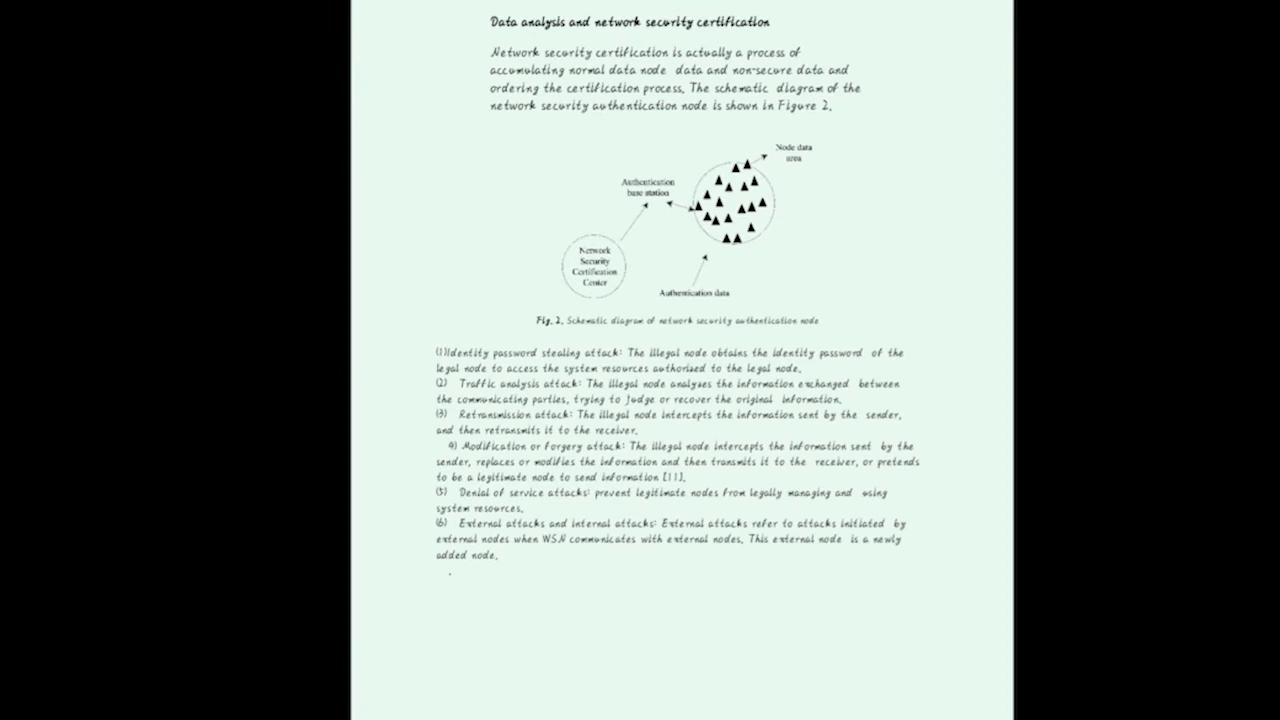 Data analysis and network security certification
Network security certification is actually a process of
accumulating normal data node data and non-secure data and
ordering the certification process. The schematic diagram of the
network security authentication node is shown in Figure 2.
Node data
area
Authentication
base station
Network
Security
Certification
Center
Authentication data
Fig. 2. Schematic diagram of network security authentication node
(1)Identity password stealing attack: The illegal node obtains the identity password of the
legal node to access the system resources authorized to the legal node.
(2) Traffic analysis attack: The illegal node analyzes the information exchanged between
the communicating parties, trying to judge or recover the original information.
(3) Retransmission attack: The illegal node intercepts the information sent by the sender,
and then retransmits it to the receiver.
4) Modification or forgery attack: The illegal node intercepts the information sent by the
sender, replaces or modifies the information and then transmits it to the receiver, or pretends
to be a legitimate node to send information [11].
(5) Denial of service attacks: prevent legitimate nodes from legally managing and using
system resources.
(6) External attacks and internal attacks: External attacks refer to attacks initiated by
external nodes when WSN communicates with external nodes. This external node is a newly
added node.
.